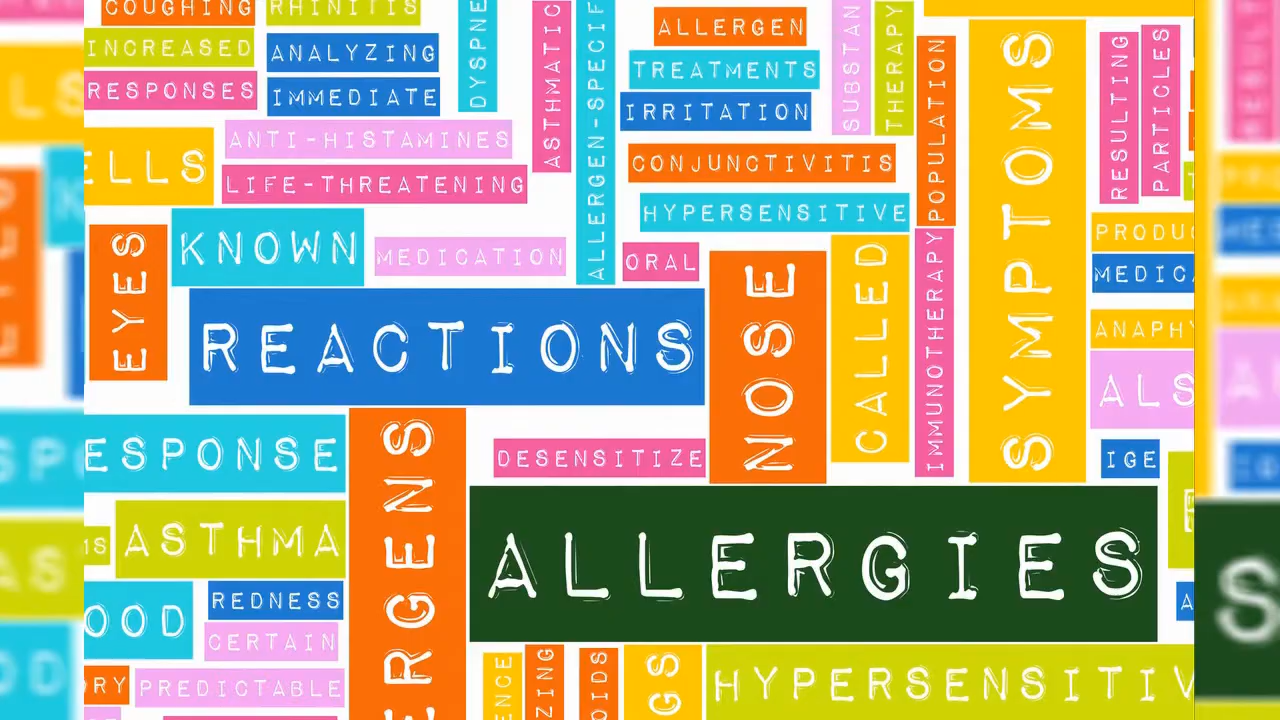 COUGHING
RHINITIS
INCREASED
ANALYZING
RESPONSES
IMMEDIATE
ANTI-HISTAMINES
ELLS
LIFE-THREATENING
DYSPNE
ASTHMATIC
ALLERGEN-SPECIF
ALLERGEN
TREATMENTS
IRRITATION
CONJUNCTIVITIS
HYPERSENSITIVE
SUBSTAN
THERAPY
POPULATION
SYMPTOMS
RESULTING
PARTICLES
EYES
KNOWN
MEDICATION
ORAL
REACTIONS
NOSE
CALLED
IMMUNOTHERAPY
PRODUC
MEDICA
ANAPHY
ALS
ESPONSE
ERGENS
DESENSITIZE
IGE
ASTHMA
ALLERGIES
OOD
REDNESS
CERTAIN
RY
PREDICTABLE
ENCE
ZING
OIDS
GS
HYPERSENSITIV